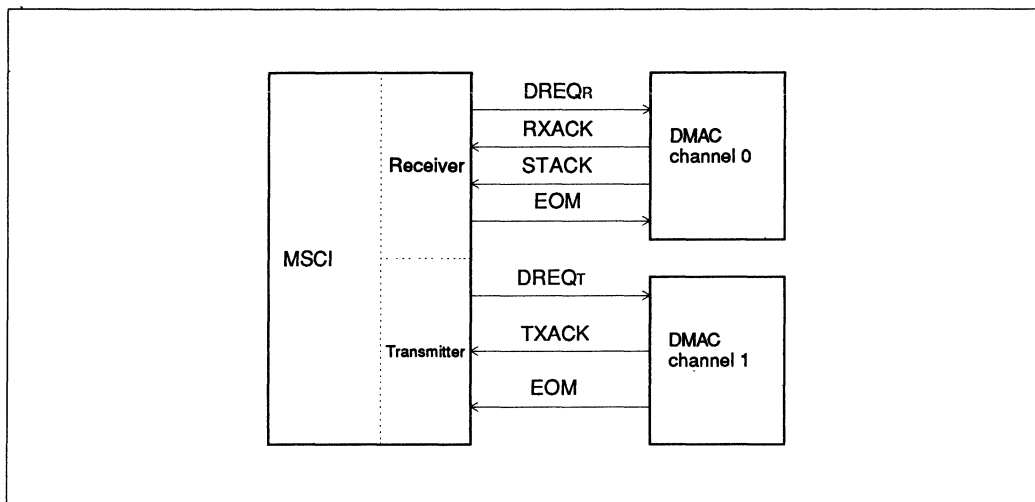 MSCI
Receiver
Transmitter
DREQR
RXACK
STACK
EOM
DREQT
TXACK
EOM
DMAC
channel 0
DMAC
channel 1